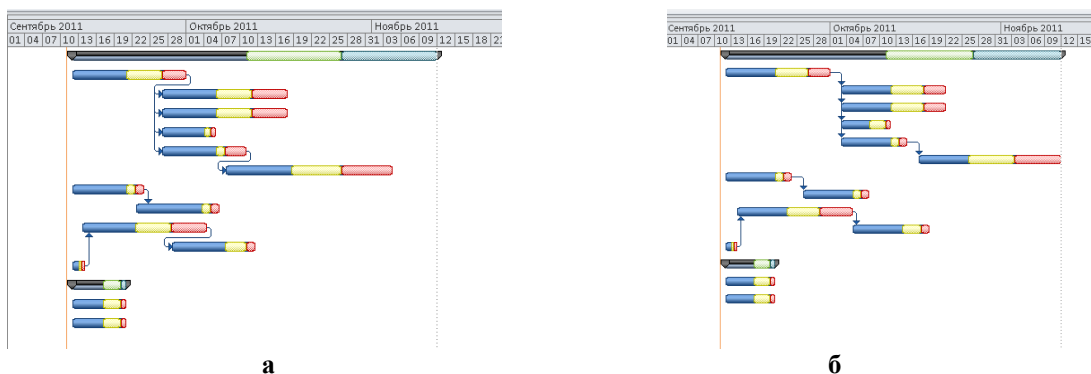 Сентябрь 2011 Октябрь 2011 Ноябрь 2011
01 04 07 10 13 16 19 22 25 28 01 04 07 10 13 16 19 22 25 28 31 03 06 09 12 15 18 22
Сентябрь 2011 Октябрь 2011 Ноябрь 2011
01 04 07 10 13 16 19 22 25 28 01 04 07 10 13 16 19 22 25 28 31 03 06 09 12 15
а б